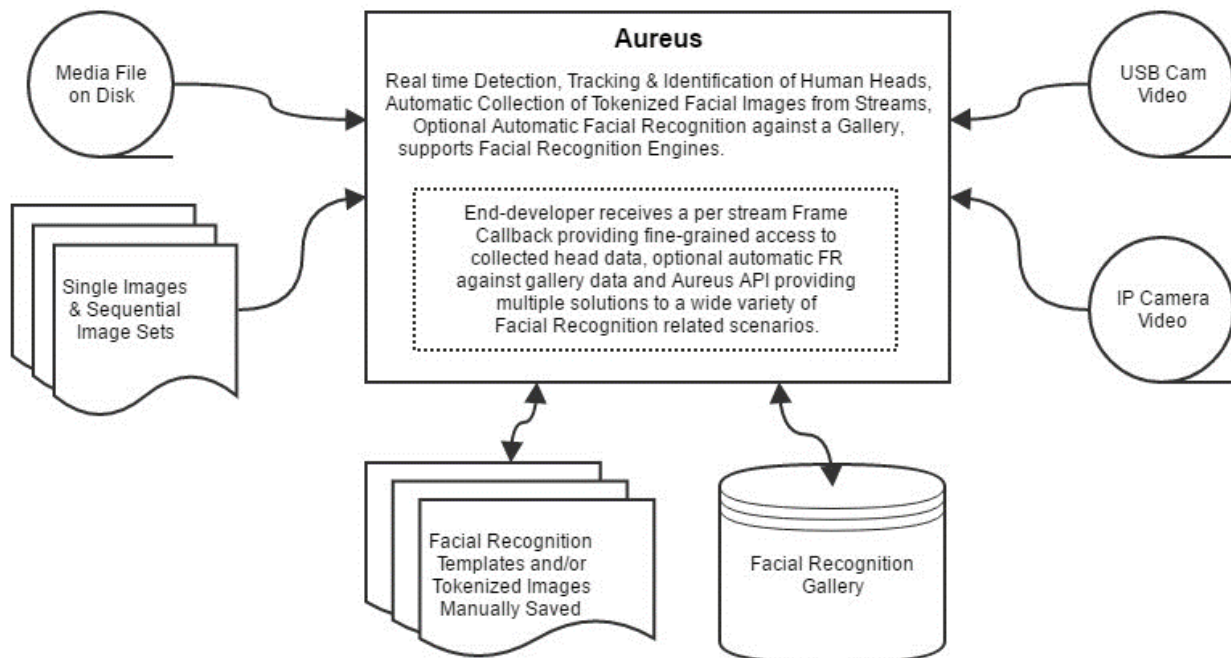 Aureus
Real time Detection, Tracking & Identification of Human Heads,
Automatic Collection of Tokenized Facial Images from Streams,
Optional Automatic Facial Recognition against a Gallery,
supports Facial Recognition Engines.
End-developer receives a per stream Frame
Callback providing fine-grained access to
collected head data, optional automatic FR
against gallery data and Aureus API providing
multiple solutions to a wide variety of
Facial Recognition related scenarios.
Media File
on Disk
Single Images
& Sequential
Image Sets
USB Cam
Video
IP Camera
Video
Facial Recognition
Templates and/or
Tokenized Images
Manually Saved
Facial Recognition
Gallery